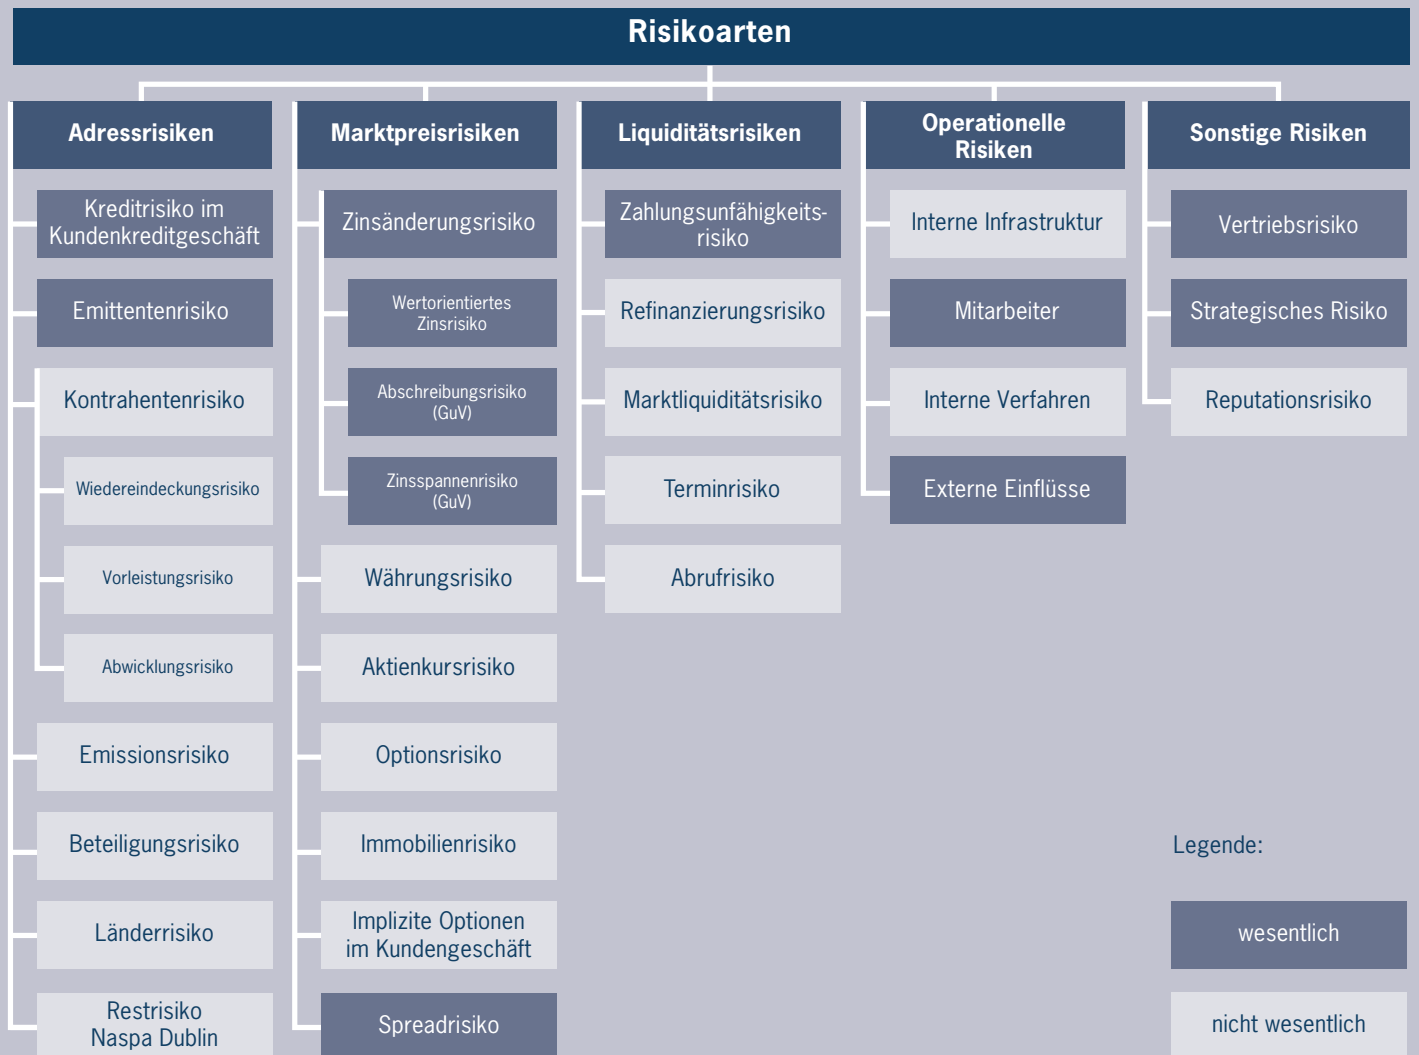 Risikoarten
Adressrisiken
Kreditrisiko im
Kundenkreditgeschäft
Emittentenrisiko
Kontrahentenrisiko
Wiedereindeckungsrisiko
Vorleistungsrisiko
Abwicklungsrisiko
Emissionsrisiko
Beteiligungsrisiko
Länderrisiko
Restrisiko
Naspa Dublin
Marktpreisrisiken
Zinsänderungsrisiko
Wertorientiertes
Zinsrisiko
Abschreibungsrisiko
(GuV)
Zinsspannenrisiko
(GuV)
Währungsrisiko
Aktienkursrisiko
Optionsrisiko
Immobilienrisiko
Implizite Optionen
im Kundengeschäft
Spreadrisiko
Liquiditätsrisiken
Zahlungsunfähigkeits-
risiko
Refinanzierungsrisiko
Marktliquiditätsrisiko
Terminrisiko
Abrufrisiko
Operationelle
Risiken
Interne Infrastruktur
Mitarbeiter
Interne Verfahren
Externe Einflüsse
Sonstige Risiken
Vertriebsrisiko
Strategisches Risiko
Reputationsrisiko
Legende:
wesentlich
nicht wesentlich